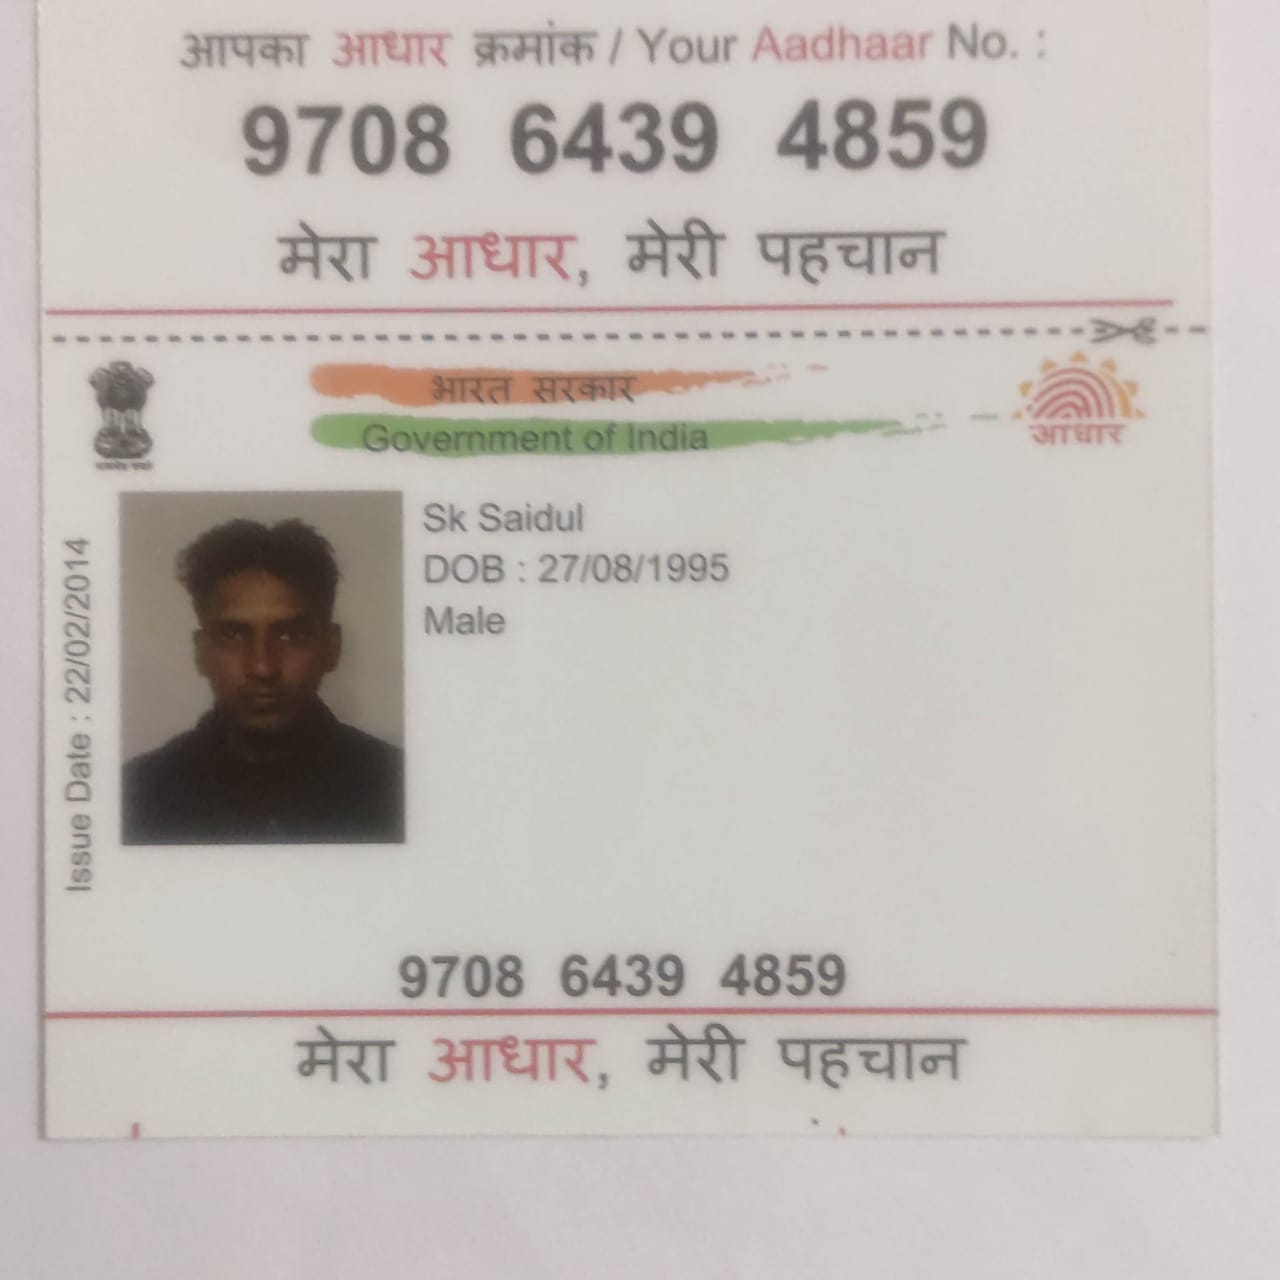 आपका आधार क्रमांक / Your Aadhaar No. :
9708 6439 4859
मेरा आधार, मेरी पहचान
भारत सरकार
Government of India
आधार
Sk Saidul
DOB : 27/08/1995
Male
Issue Date : 22/02/2014
9708 6439 4859
मेरा आधार, मेरी पहचान